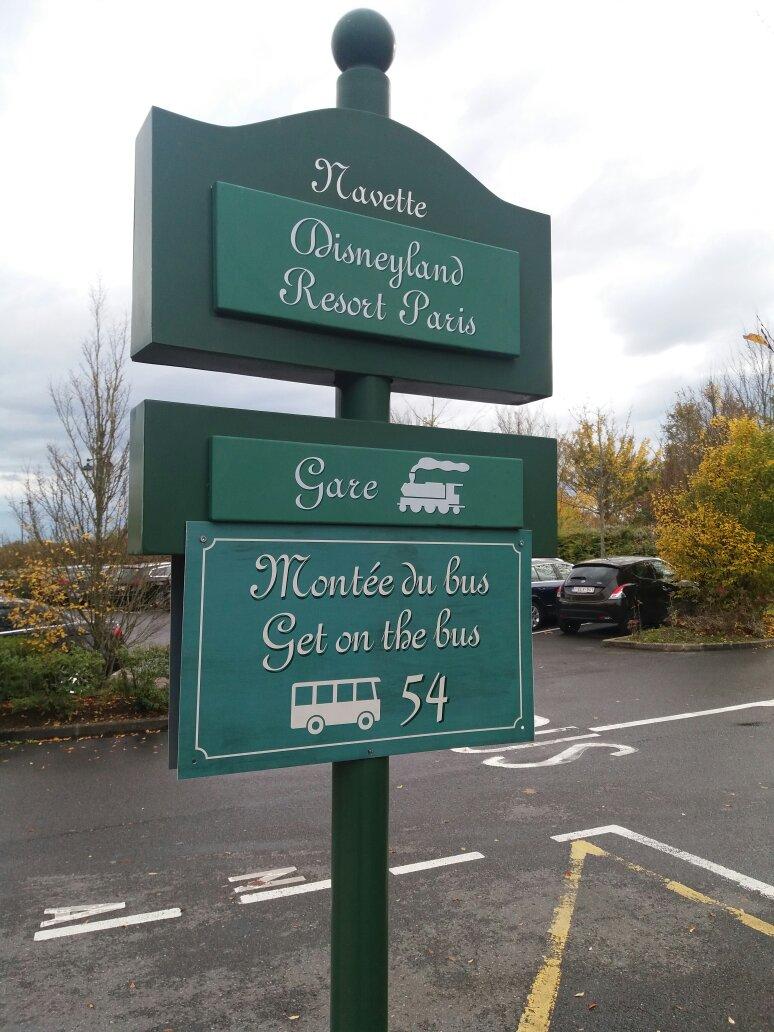 Navette
Disneyland
Resort Paris
Gare
Montée du bus
Get on the bus
54